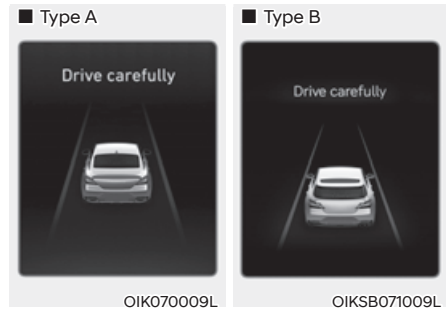 ■ Type A
Drive carefully
OIK070009L
■ Type B
Drive carefully
OIKSB071009L